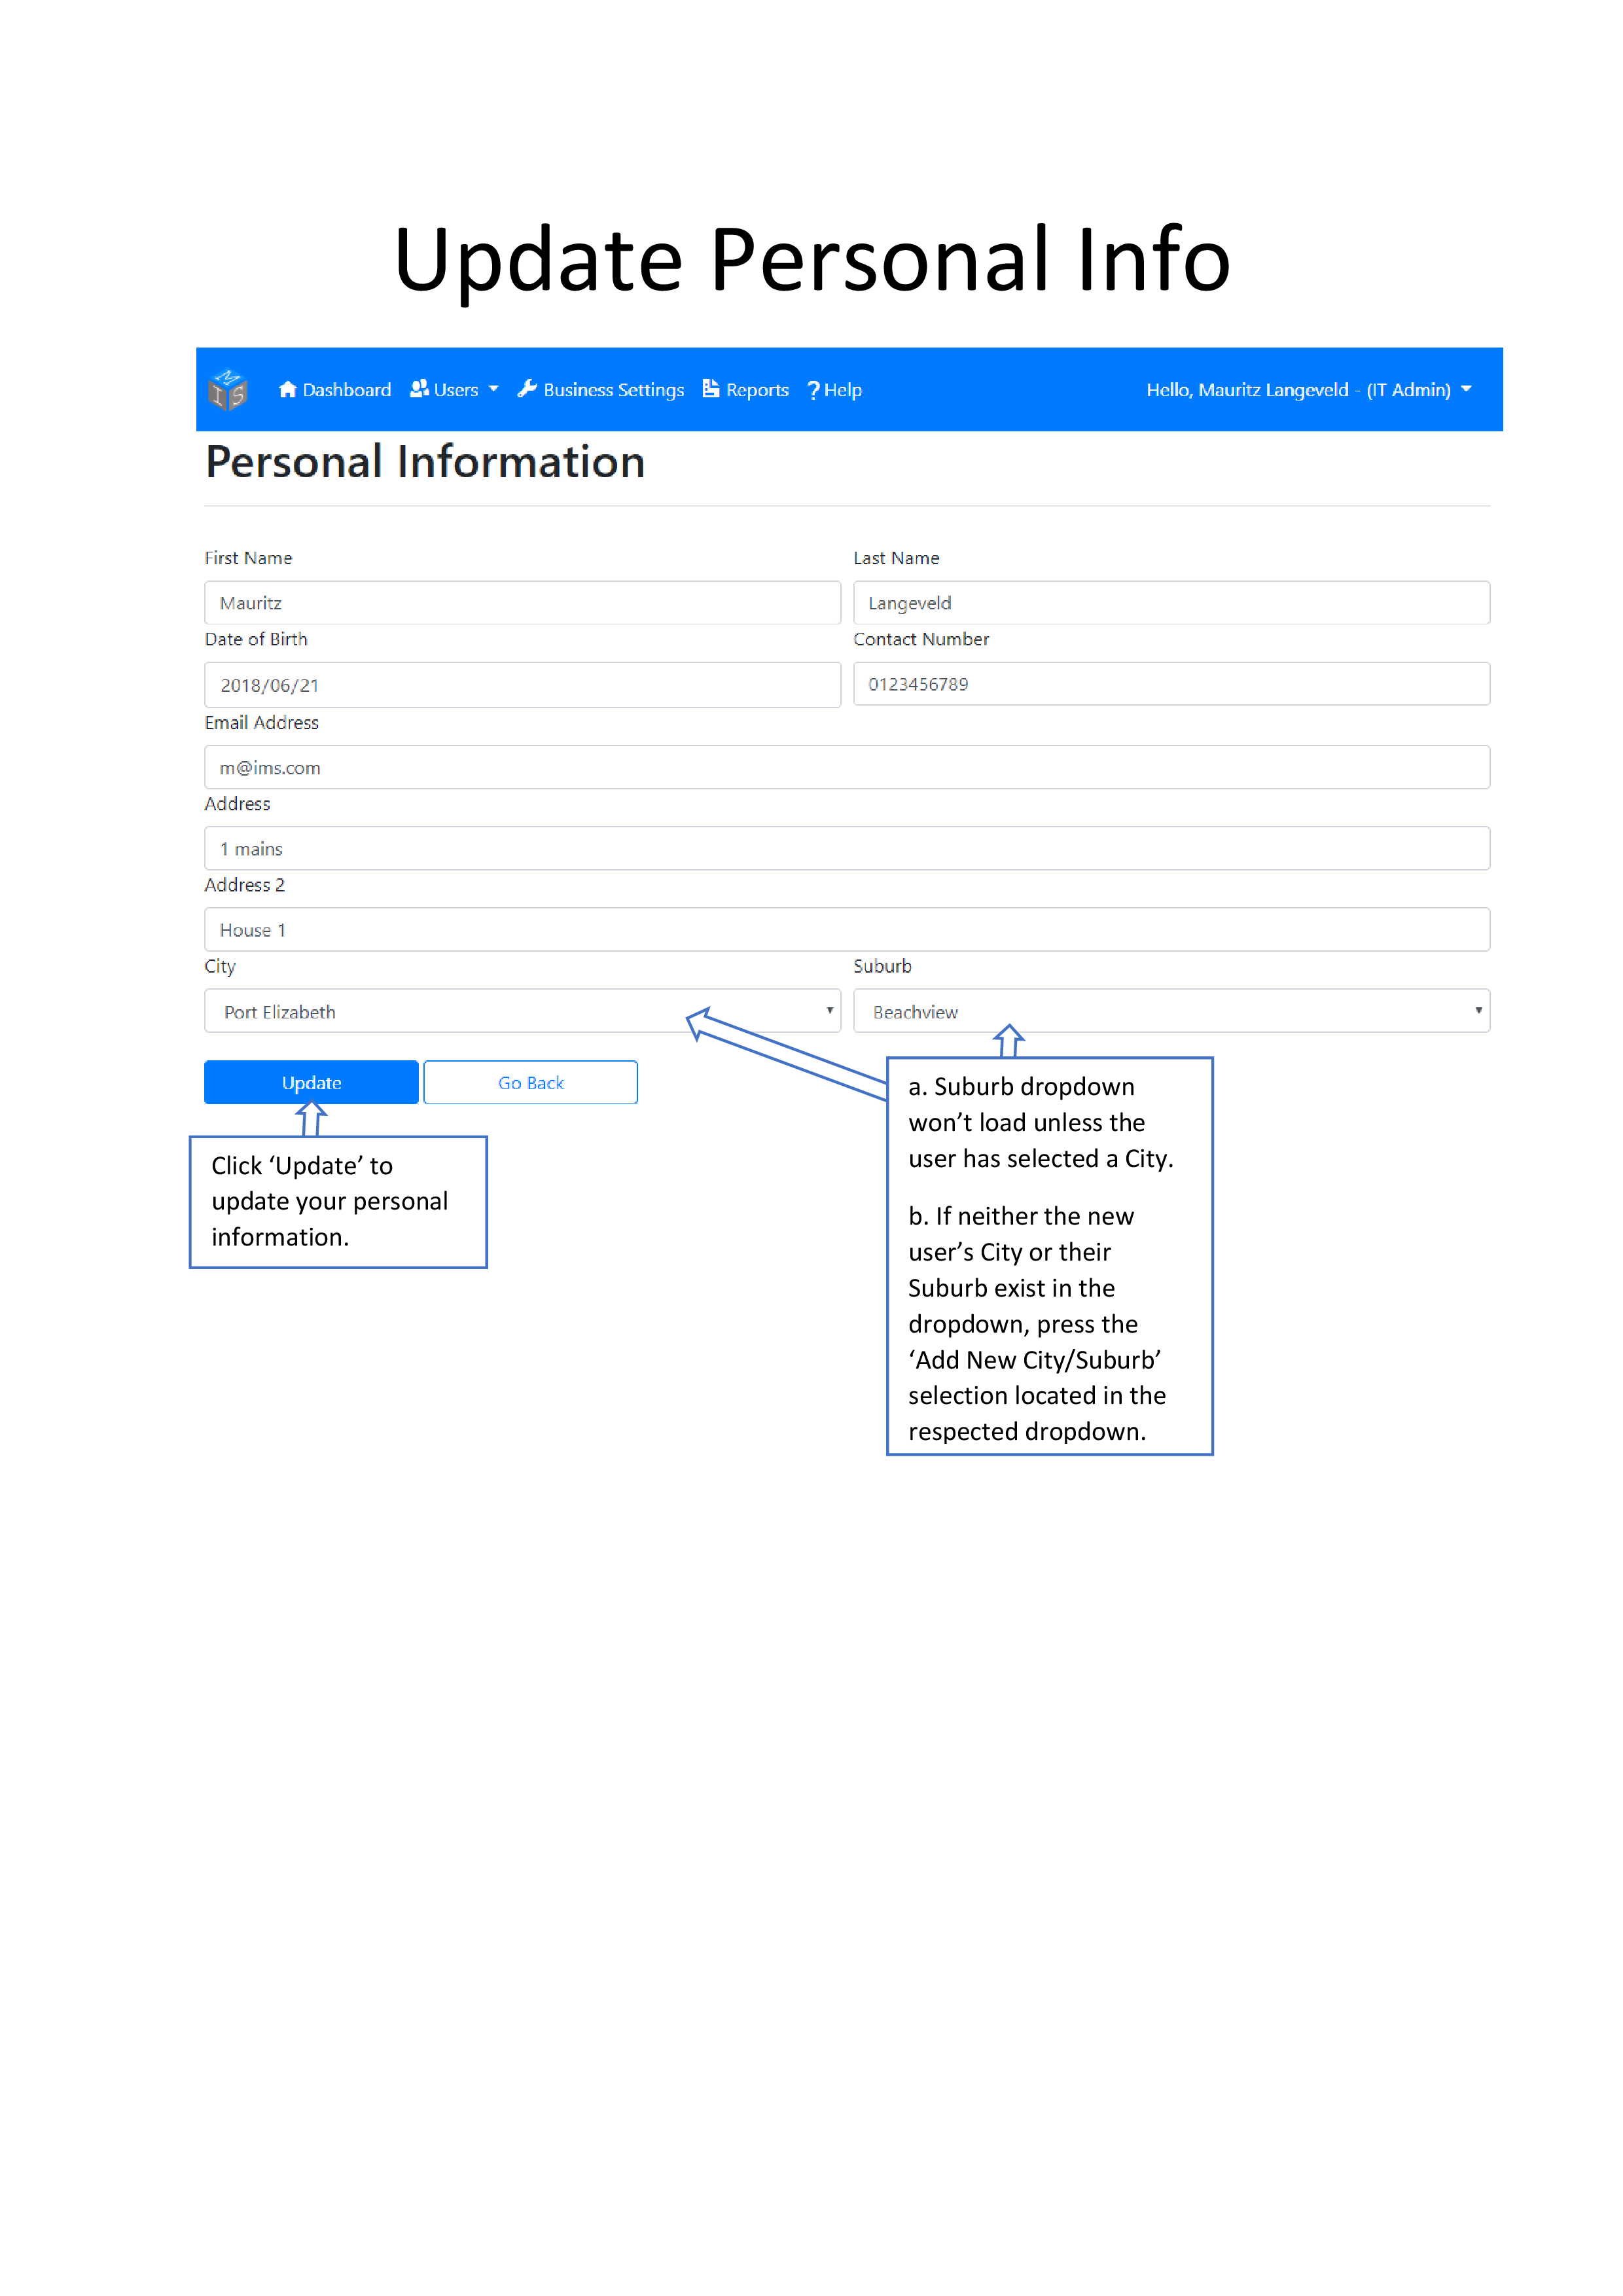 Update Personal Info
IMS Dashboard Users Business Settings Reports ? Help Hello, Mauritz Langeveld - (IT Admin)
Personal Information
First Name Last Name
Mauritz Langeveld
Date of Birth Contact Number
2018/06/21 0123456789
Email Address
m@ims.com
Address
1 mains
Address 2
House 1
City Suburb
Port Elizabeth Beachview
Update Go Back
Click ‘Update’ to
update your personal
information.
a. Suburb dropdown
won’t load unless the
user has selected a City.
b. If neither the new
user’s City or their
Suburb exist in the
dropdown, press the
‘Add New City/Suburb’
selection located in the
respected dropdown.